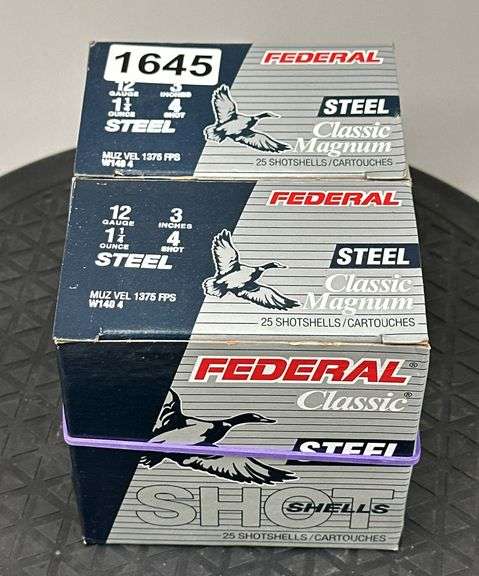 1645
FEDERAL
12 3
GAUGE INCHES
1 1/4 4
OUNCE SHOT
STEEL
STEEL
Classic
Magnum
MUZ VEL 1375 FPS
W148 4
25 SHOTSHELLS/CARTOUCHES
FEDERAL
12 3
GAUGE INCHES
1 1/4 4
OUNCE SHOT
STEEL
STEEL
Classic
Magnum
MUZ VEL 1375 FPS
W148 4
25 SHOTSHELLS/CARTOUCHES
FEDERAL®
Classic®
STEEL
SHOT
SHELLS
25 SHOTSHELLS/CARTOUCHES